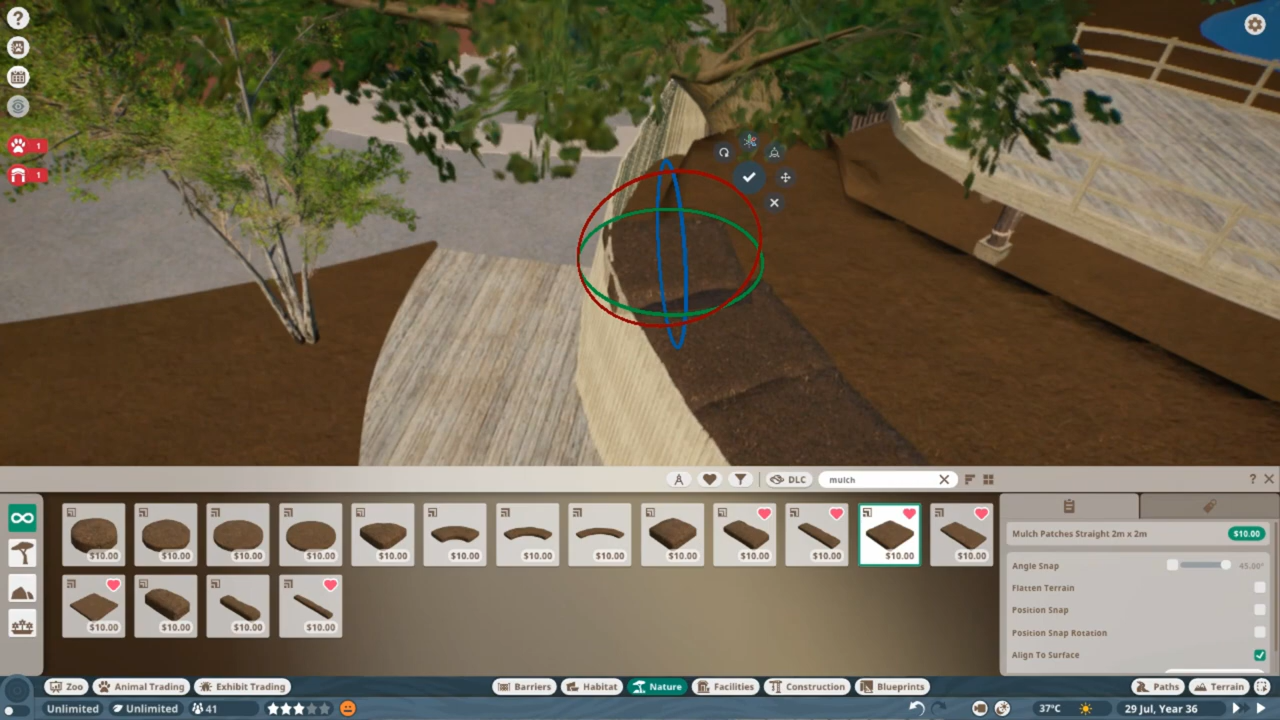 ?
1
1
DLC
mulch
?
$10.00 $10.00 $10.00 $10.00 $10.00 $10.00 $10.00 $10.00 $10.00 $10.00 $10.00 $10.00 $10.00
$10.00 $10.00 $10.00 $10.00
Mulch Patches Straight 2m x 2m $10.00
Angle Snap 45.00°
Flatten Terrain
Position Snap
Position Snap Rotation
Align To Surface
Zoo Animal Trading Exhibit Trading Barriers Habitat Nature Facilities Construction Blueprints Paths Terrain
Unlimited Unlimited 41 37°C 29 Jul, Year 36